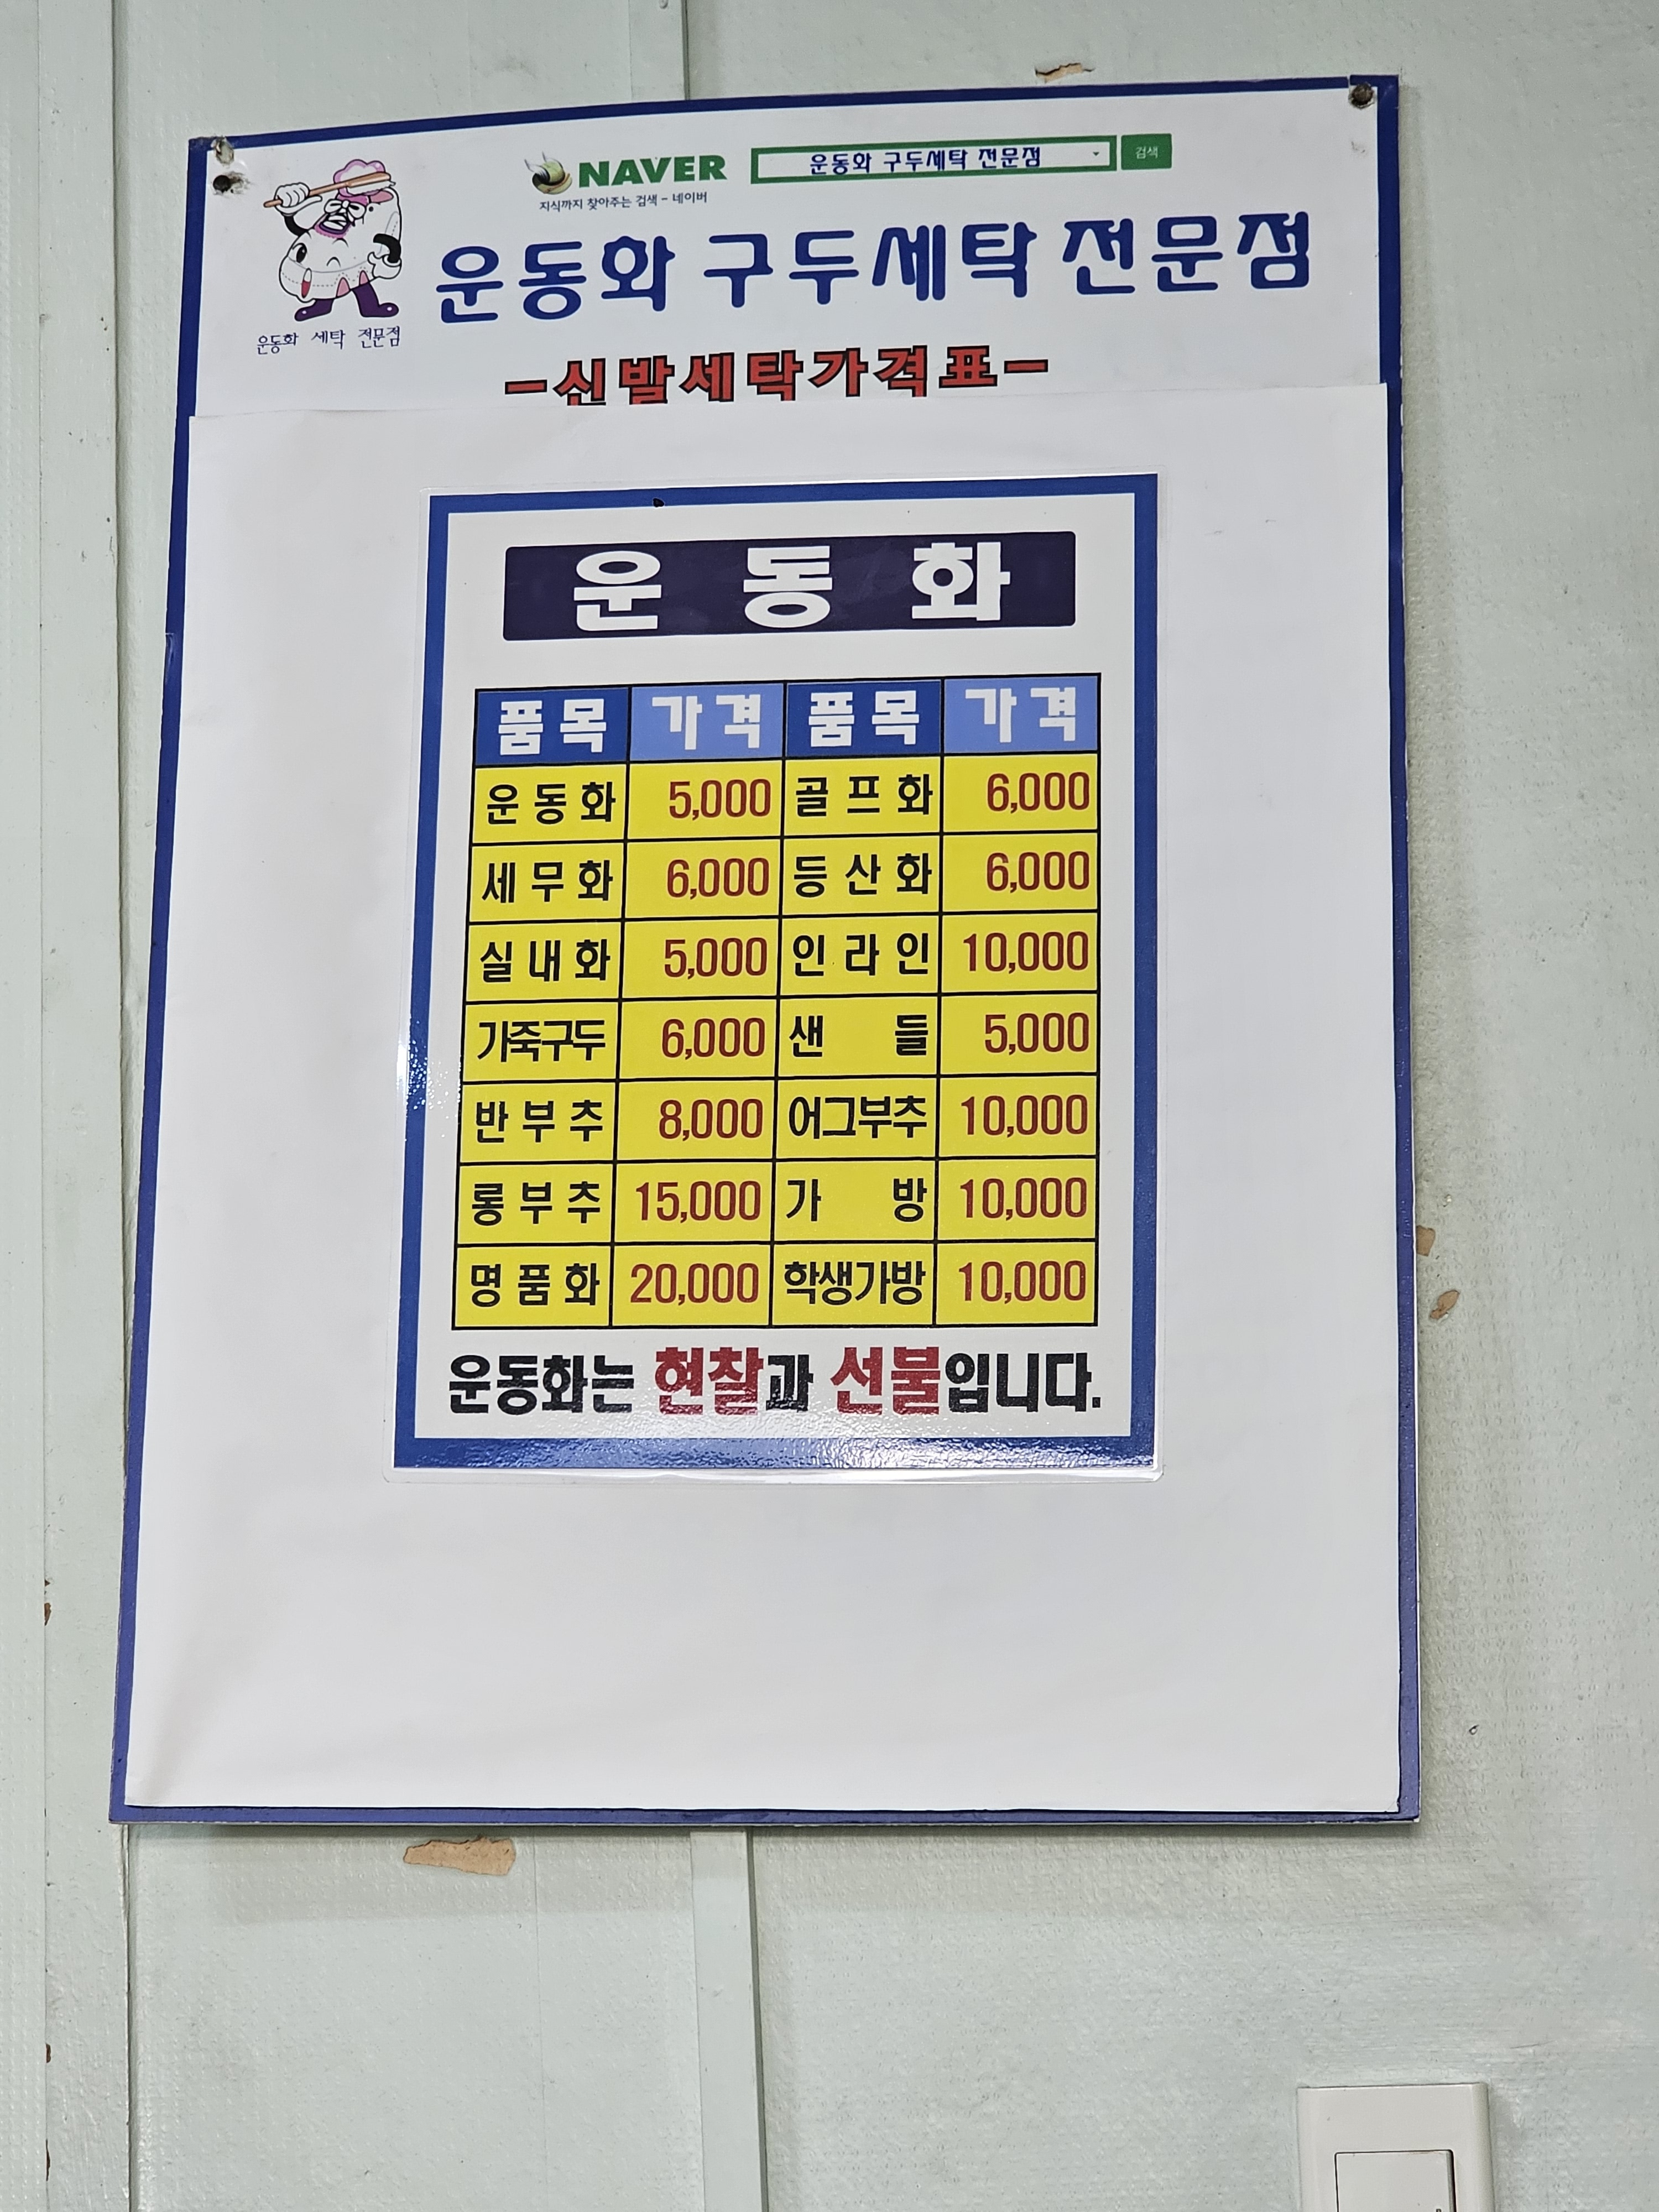 NAVER 운동화 구두세탁 전문점 검색
지식까지 찾아주는 검색 - 네이버
운동화 구두세탁 전문점
운동화 세탁 전문점
-신발세탁가격표-
운동화
품목 가격 품목 가격
운동화 5,000 골프화 6,000
세무화 6,000 등산화 6,000
실내화 5,000 인라인 10,000
가죽구두 6,000 샌들 5,000
반부추 8,000 어그부추 10,000
롱부추 15,000 가방 10,000
명품화 20,000 학생가방 10,000
운동화는 현찰과 선불입니다.